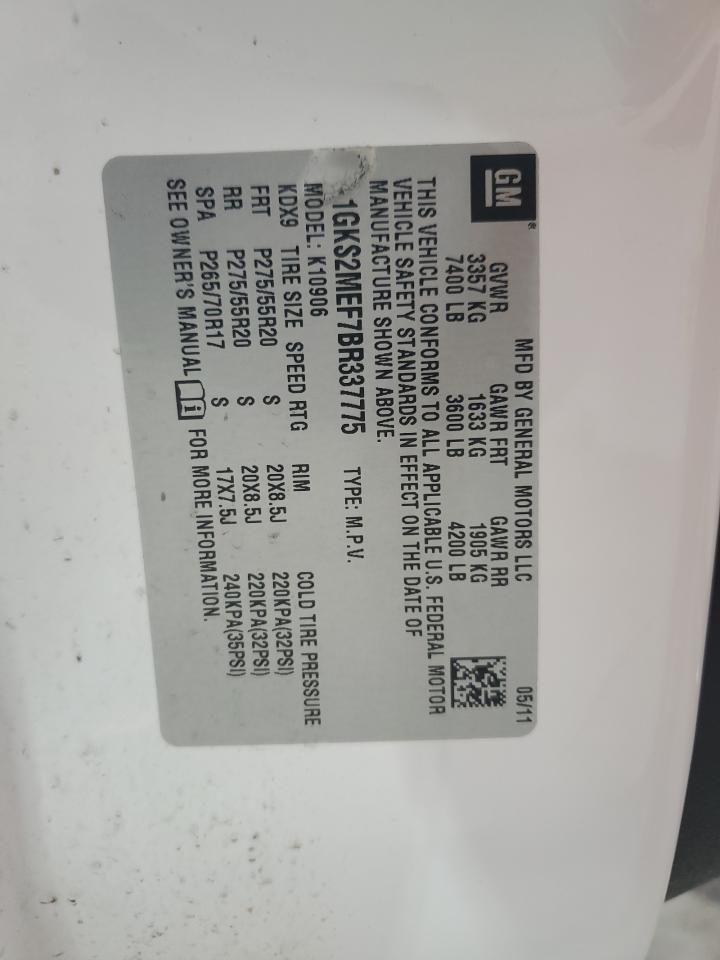 GM
MFD BY GENERAL MOTORS LLC 05/11
GVWR GAWR FRT GAWR RR
3357 KG 1633 KG 1905 KG
7400 LB 3600 LB 4200 LB
THIS VEHICLE CONFORMS TO ALL APPLICABLE U.S. FEDERAL MOTOR
VEHICLE SAFETY STANDARDS IN EFFECT ON THE DATE OF
MANUFACTURE SHOWN ABOVE.
1GKS2MEF7BR337775 TYPE: M.P.V.
MODEL: K10906
KDX9 TIRE SIZE SPEED RTG RIM COLD TIRE PRESSURE
FRT P275/55R20 S 20X8.5J 220KPA(32PSI)
RR P275/55R20 S 20X8.5J 220KPA(32PSI)
SPA P265/70R17 S 17X7.5J 240KPA(35PSI)
SEE OWNER'S MANUAL FOR MORE INFORMATION.